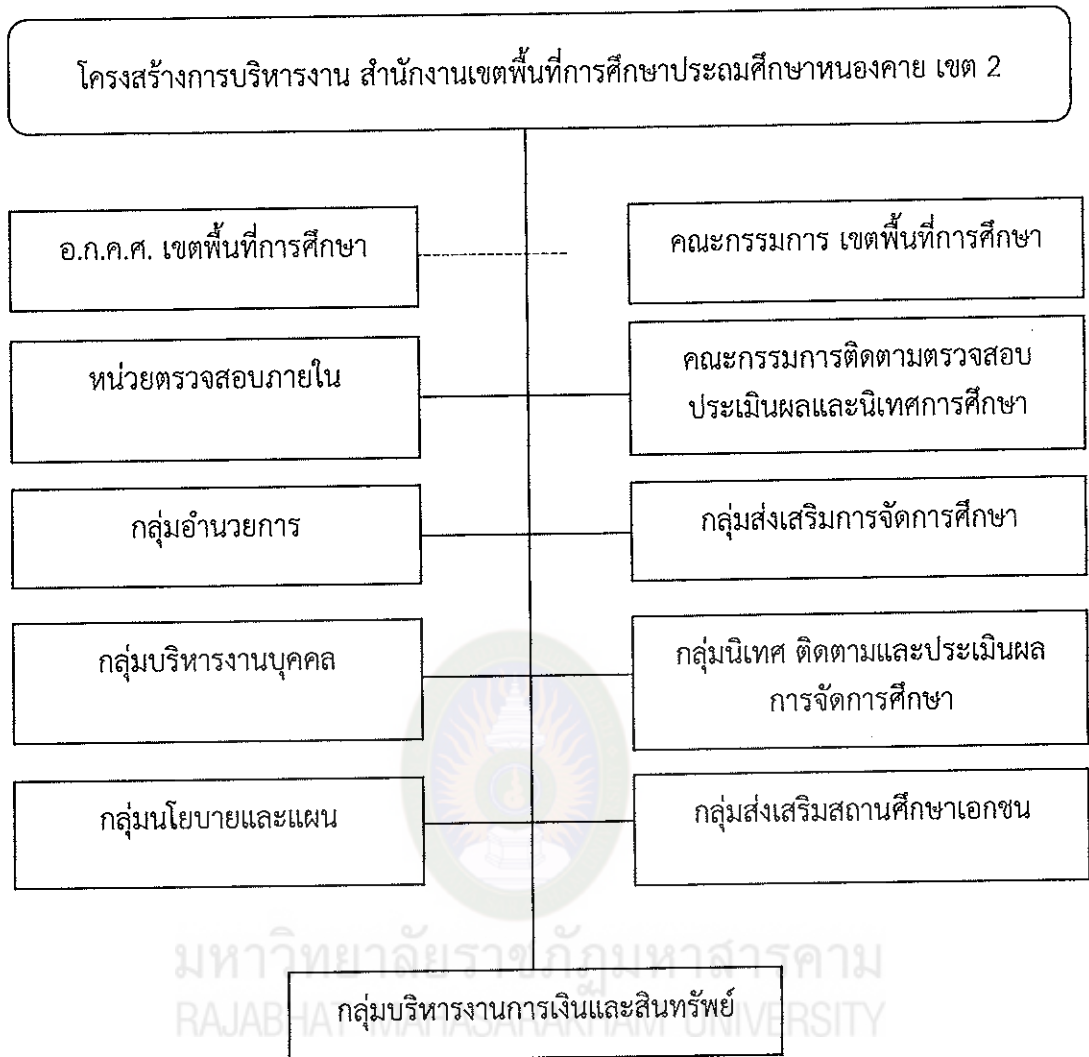 โครงสร้างการบริหารงาน สำนักงานเขตพื้นที่การศึกษาประถมศึกษาหนองคาย เขต 2
อ.ก.ค.ศ. เขตพื้นที่การศึกษา
คณะกรรมการ เขตพื้นที่การศึกษา
หน่วยตรวจสอบภายใน
คณะกรรมการติดตามตรวจสอบ
ประเมินผลและนิเทศการศึกษา
กลุ่มอำนวยการ
กลุ่มส่งเสริมการจัดการศึกษา
กลุ่มบริหารงานบุคคล
กลุ่มนิเทศ ติดตามและประเมินผล
การจัดการศึกษา
กลุ่มนโยบายและแผน
กลุ่มส่งเสริมสถานศึกษาเอกชน
มหาวิทยาลัยราชภัฏมหาสารคาม
กลุ่มบริหารงานการเงินและสินทรัพย์
RAJABHAT MAHASARAKHAM UNIVERSITY